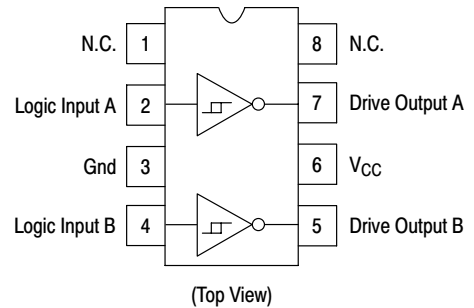 N.C. 1 8 N.C.
Logic Input A 2 7 Drive Output A
Gnd 3 6 VCC
Logic Input B 4 5 Drive Output B
(Top View)